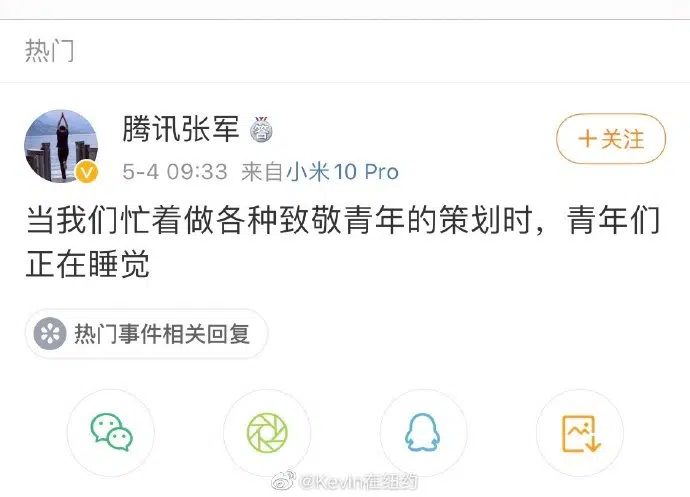 热门
腾讯张军
答
5-4 09:33 来自小米10 Pro
+关注
当我们忙着做各种致敬青年的策划时，青年们
正在睡觉
热门事件相关回复
@Kevin在纽约